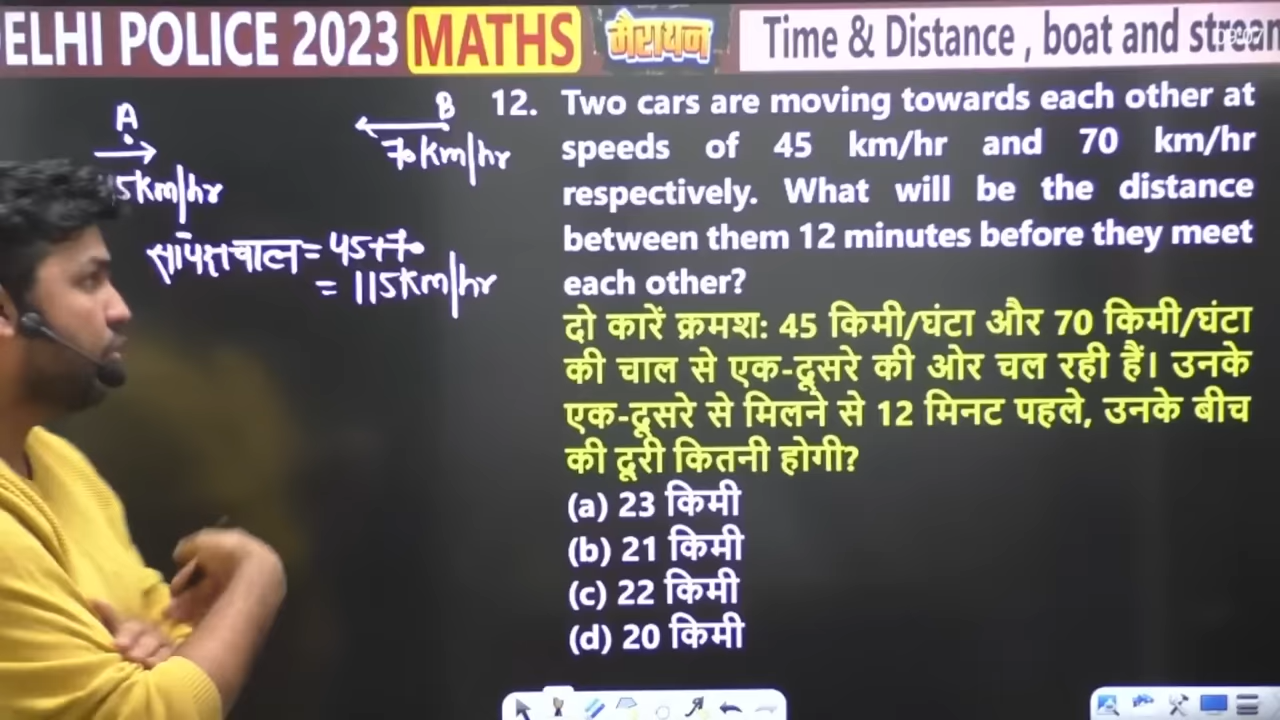 ELHI POLICE 2023 MATHS मैराथन Time & Distance , boat and stream
A
B
5km/hr
70km/hr
सापेक्षचाल = 45+70
= 115km/hr
12. Two cars are moving towards each other at
speeds of 45 km/hr and 70 km/hr
respectively. What will be the distance
between them 12 minutes before they meet
each other?
दो कारें क्रमश: 45 किमी/घंटा और 70 किमी/घंटा
की चाल से एक-दूसरे की ओर चल रही हैं। उनके
एक-दूसरे से मिलने से 12 मिनट पहले, उनके बीच
की दूरी कितनी होगी?
(a) 23 किमी
(b) 21 किमी
(c) 22 किमी
(d) 20 किमी